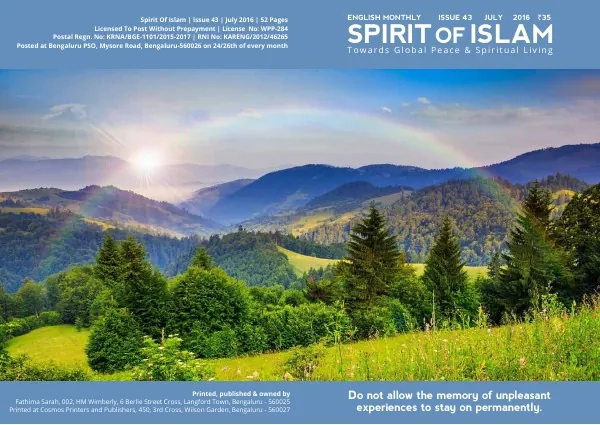 Spirit Of Islam | Issue 43 | July 2016 | 52 Pages
Licensed To Post Without Prepayment | License No: WPP-284
Postal Regn. No: KRNA/BGE-1101/2015-2017 | RNI No: KARENG/2012/46265
Posted at Bengaluru PSO, Mysore Road, Bengaluru-560026 on 24/26th of every month
ENGLISH MONTHLY ISSUE 43 JULY 2016 ₹35
SPIRIT OF ISLAM
Towards Global Peace & Spiritual Living
Printed, published & owned by
Fathima Sarah, 002, HM Wimberly, 6 Berlie Street Cross, Langford Town, Bengaluru - 560025
Printed at Cosmos Printers and Publishers, 450, 3rd Cross, Wilson Garden, Bengaluru - 560027
Do not allow the memory of unpleasant
experiences to stay on permanently.